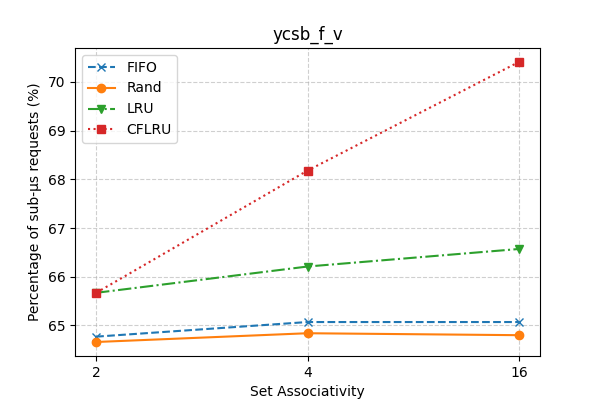 ycsb_f_v
FIFO
Rand
LRU
CFLRU
Percentage of sub-µs requests (%)
70
69
68
67
66
65
2
4
16
Set Associativity